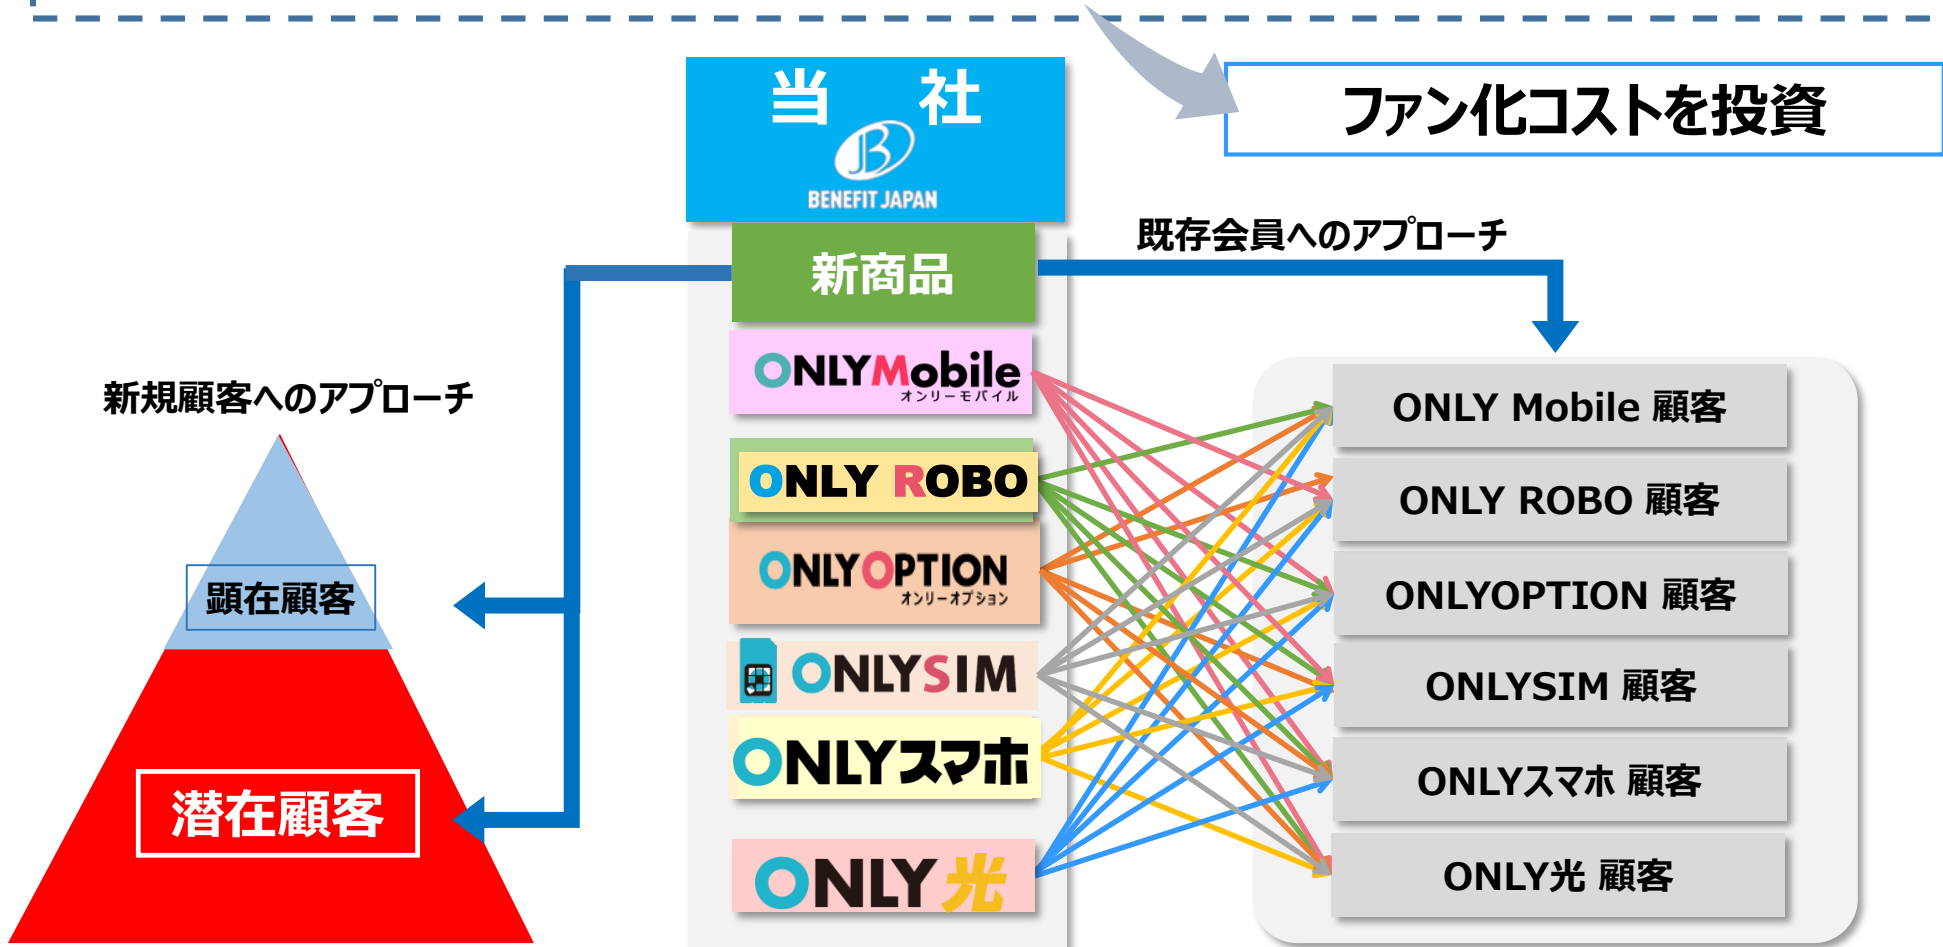 ファン化コストを投資
当 社
B
BENEFIT JAPAN
既存会員へのアプローチ
新商品
新規顧客へのアプローチ
顕在顧客
潜在顧客
ONLYMobile
オンリーモバイル
ONLY ROBO
ONLYOPTION
オンリーオプション
ONLYSIM
ONLYスマホ
ONLY光
ONLY Mobile 顧客
ONLY ROBO 顧客
ONLYOPTION 顧客
ONLYSIM 顧客
ONLYスマホ 顧客
ONLY光 顧客